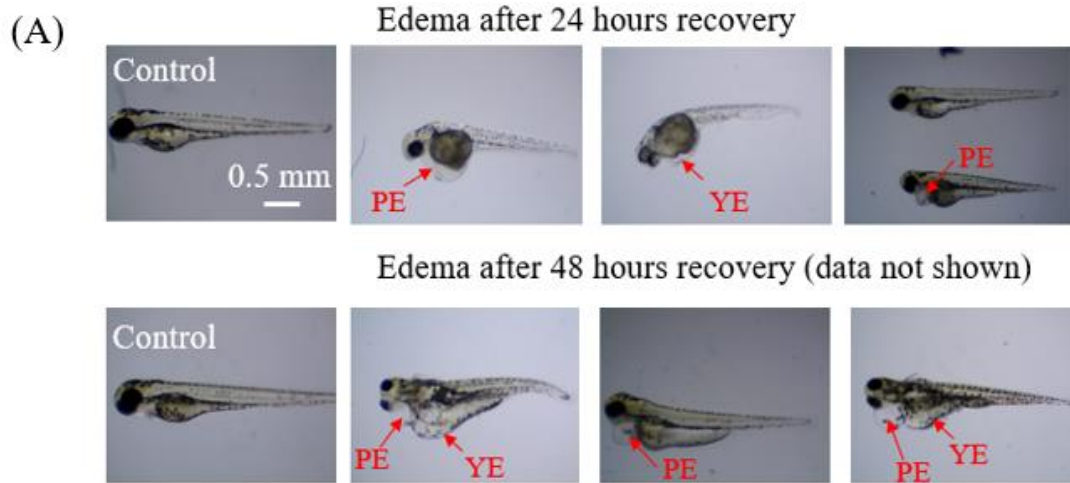 (A)
Edema after 24 hours recovery
Control
0.5 mm
PE
YE
PE
Edema after 48 hours recovery (data not shown)
Control
PE
YE
PE
PE
YE